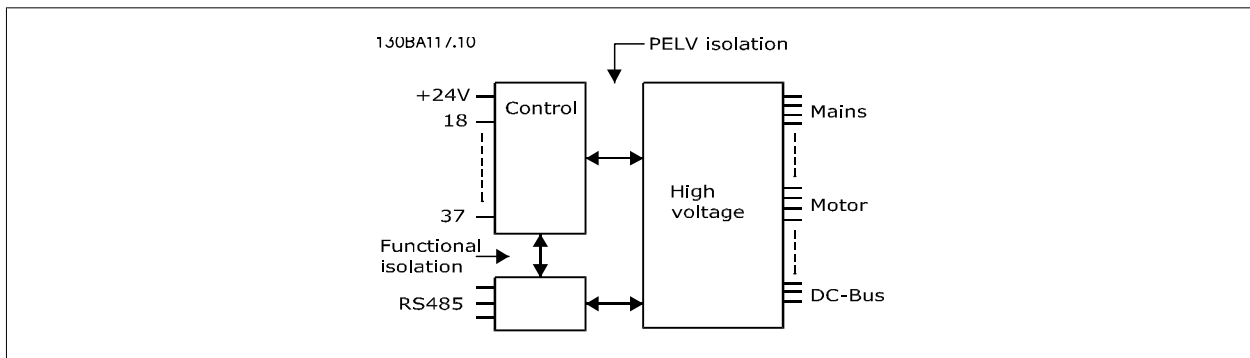 130BA117.10
PELV isolation
+24V
Control
18
Mains
High
voltage
37
Motor
Functional
isolation
RS485
DC-Bus